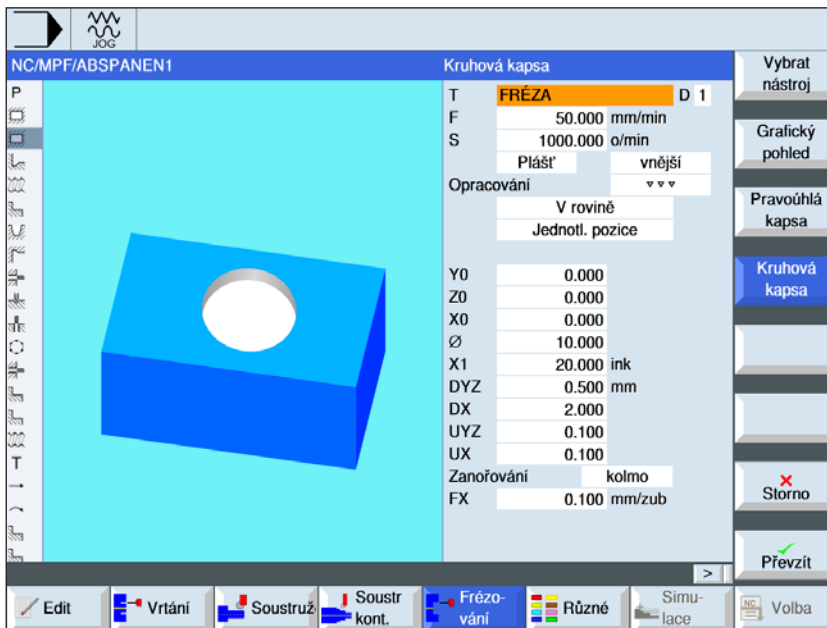 JOG
NC/MPF/ABSPANEN1
Kruhová kapsa
P
T
T FRÉZA D 1
F 50.000 mm/min
S 1000.000 o/min
Plášť vnější
Opracování ▿▿▿
V rovině
Jednotl. pozice
Y0 0.000
Z0 0.000
X0 0.000
Ø 10.000
X1 20.000 ink
DYZ 0.500 mm
DX 2.000
UYZ 0.100
UX 0.100
Zanořování kolmo
FX 0.100 mm/zub
Vybrat
nástroj
Grafický
pohled
Pravoúhlá
kapsa
Kruhová
kapsa
Storno
Převzít
>
Edit
Vrtání
Soustruž
Soustr
kont.
Frézo-
vání
Různé
Simu-
lace
NC
Volba